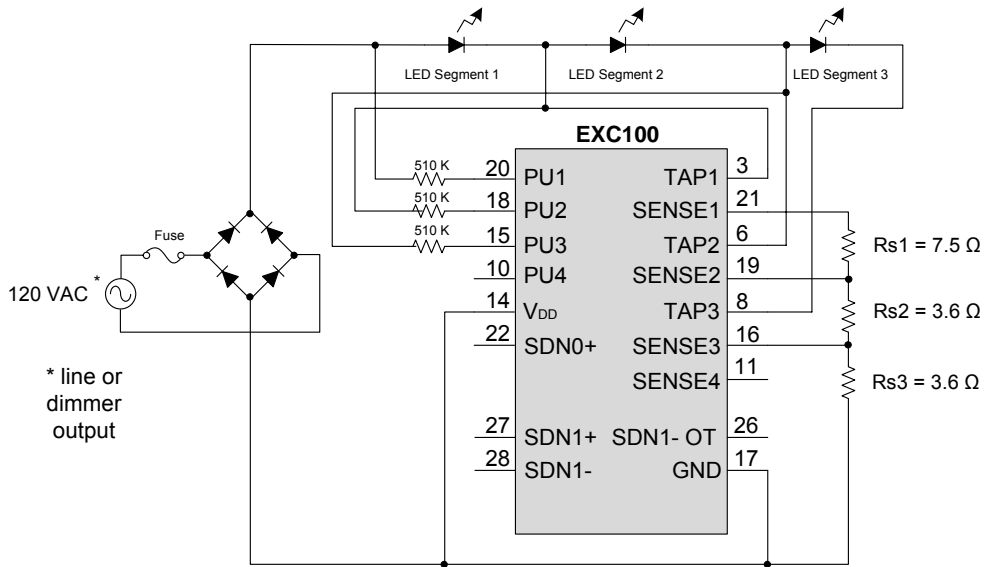 LED Segment 1
LED Segment 2
LED Segment 3
EXC100
510 K
20
PU1
TAP1
3
510 K
18
PU2
SENSE1
21
510 K
15
PU3
TAP2
6
Rs1 = 7.5 Ω
Fuse
10
PU4
SENSE2
19
120 VAC *
14
VDD
TAP3
8
Rs2 = 3.6 Ω
22
SDN0+
SENSE3
16
* line or
dimmer
output
SENSE4
11
Rs3 = 3.6 Ω
27
SDN1+
SDN1- OT
26
28
SDN1-
GND
17